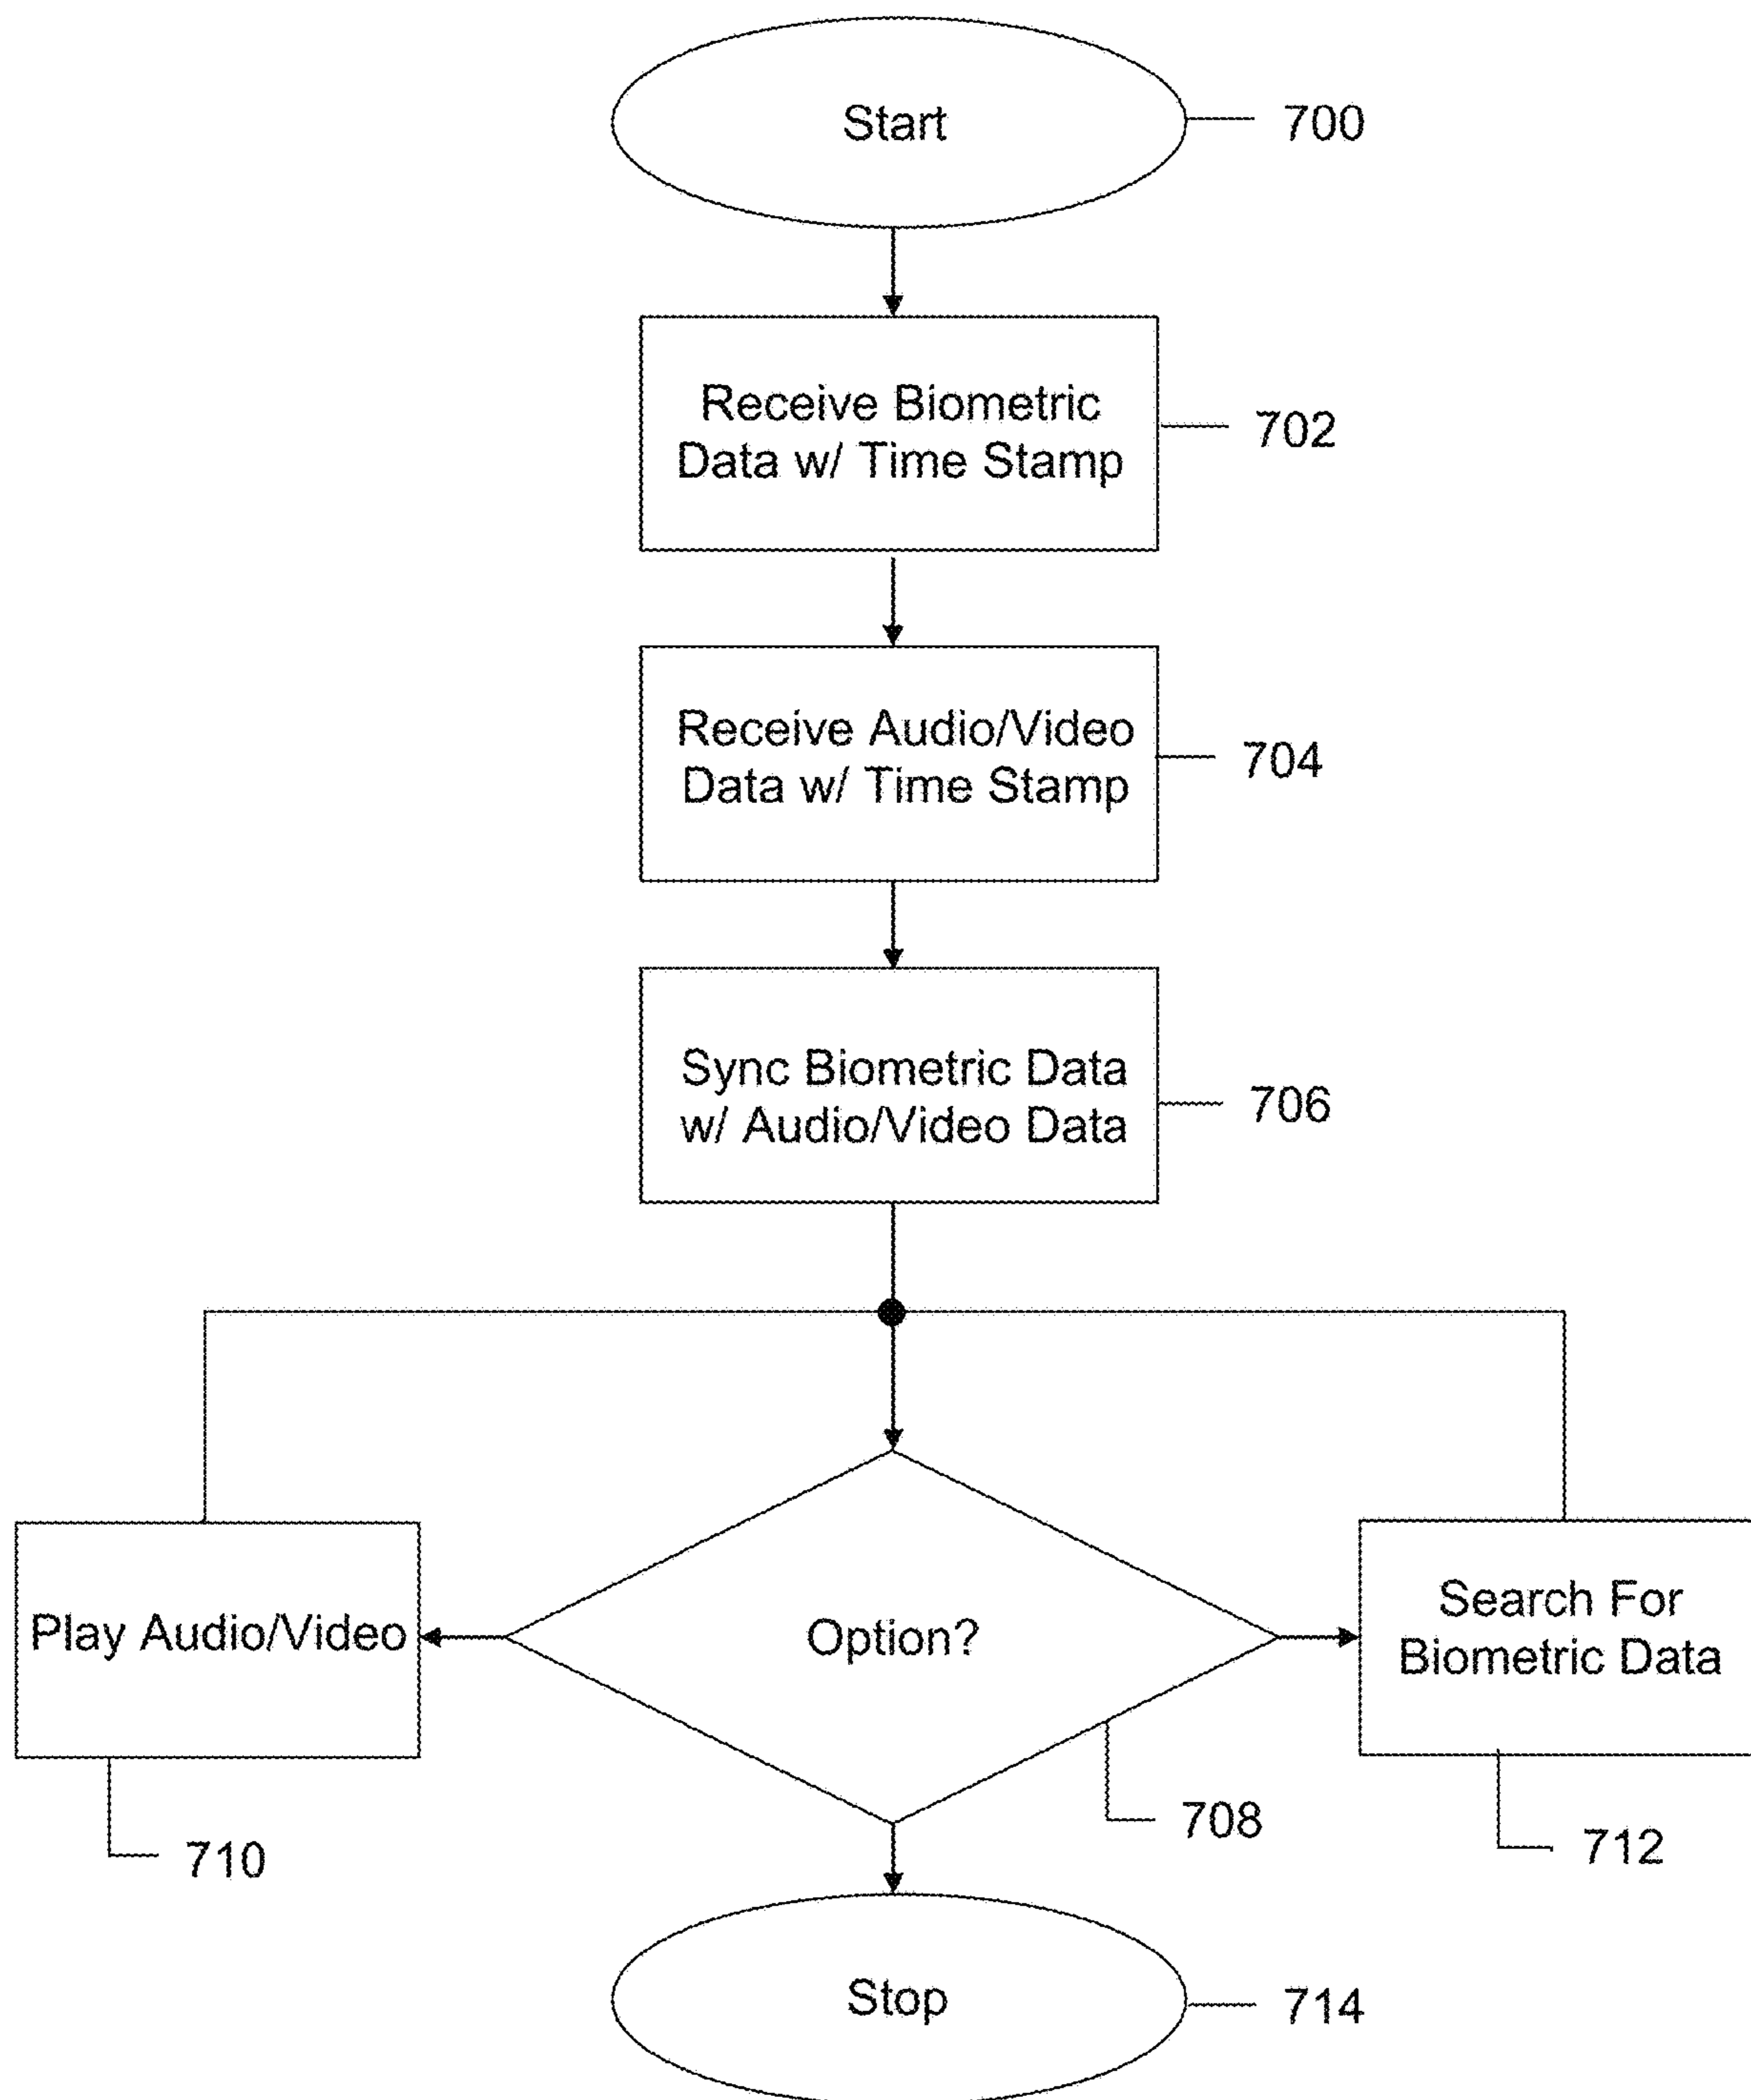 Start
700
Receive Biometric
Data w/ Time Stamp
702
Receive Audio/Video
Data w/ Time Stamp
704
Sync Biometric Data
w/ Audio/Video Data
706
Play Audio/Video
Option?
Search For
Biometric Data
710
708
712
Stop
714